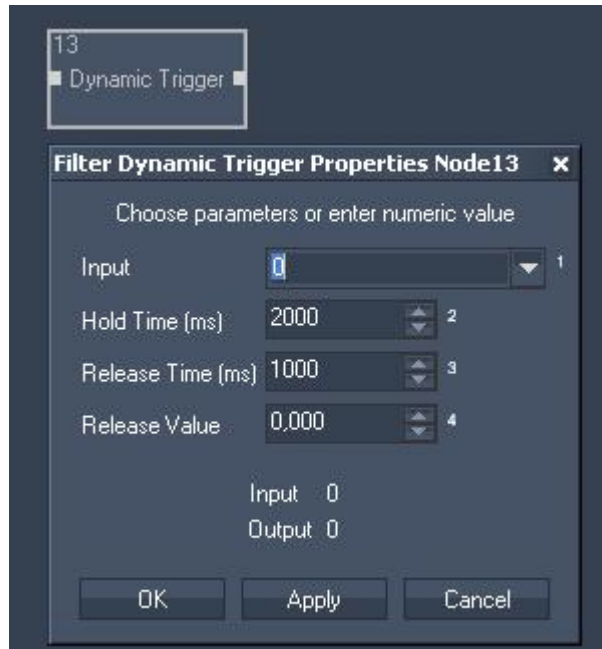 13
Dynamic Trigger
Filter Dynamic Trigger Properties Node13 x
Choose parameters or enter numeric value
Input 0 1
Hold Time (ms) 2000 2
Release Time (ms) 1000 3
Release Value 0,000 4
Input 0
Output 0
OK Apply Cancel